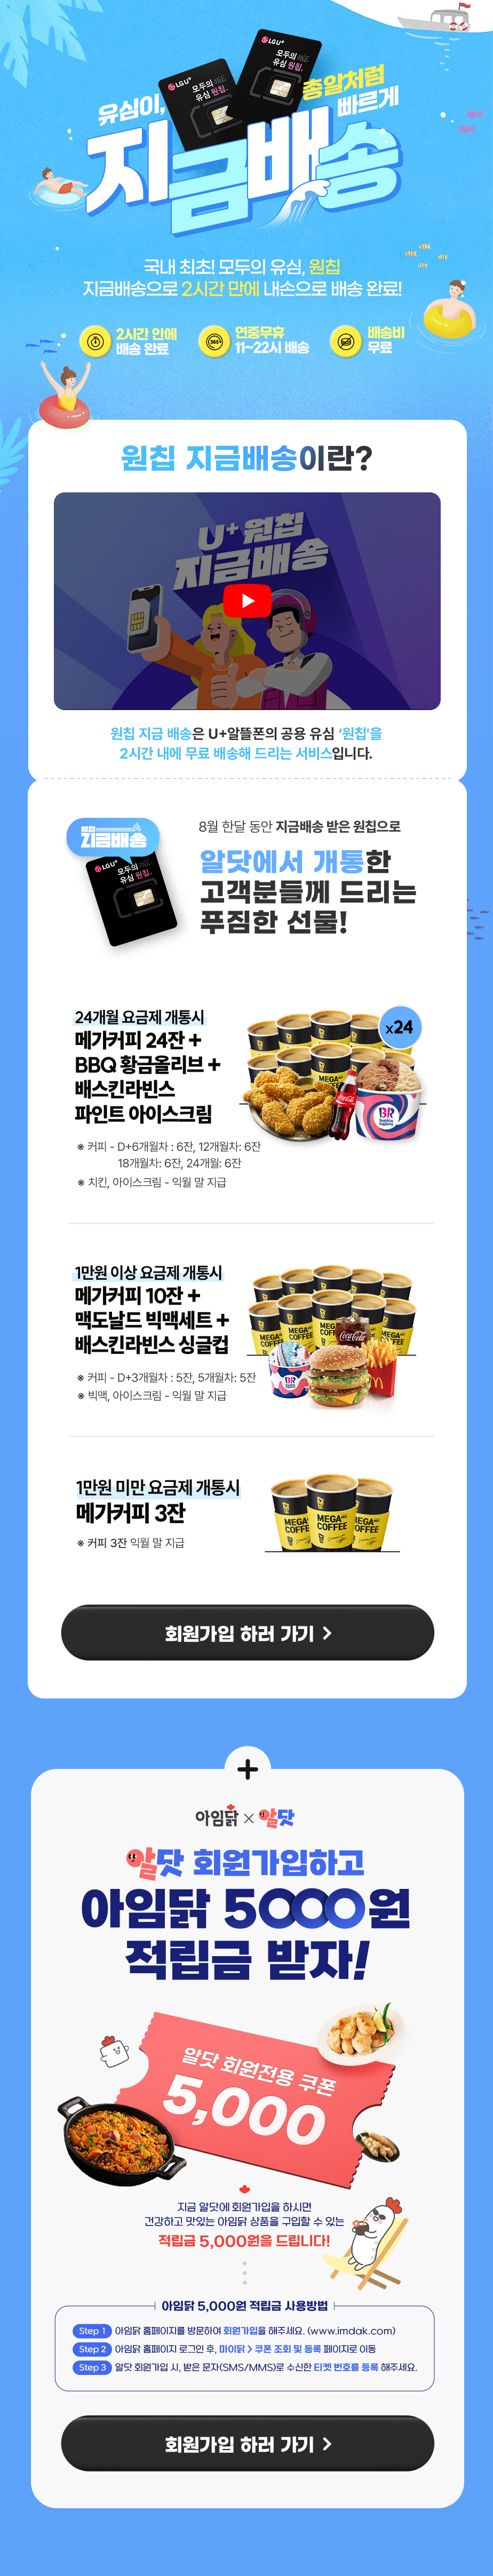 LG U+
모두의
유심 원칩.
LG U+
모두의
유심 원칩.
유심이,
총알처럼
빠르게
지금배송
국내 최초! 모두의 유심, 원칩
지금배송으로 2시간 만에 내손으로 배송 완료!
2시간 안에
배송 완료
365
연중무휴
11~22시 배송
배송비
무료
원칩 지금배송이란?
U+ 원칩
지금배송
원칩 지금 배송은 U+알뜰폰의 공용 유심 '원칩'을
2시간 내에 무료 배송해 드리는 서비스입니다.
지금배송
LG U+
모두의
유심 원칩.
8월 한달 동안 지금배송 받은 원칩으로
알닷에서 개통한
고객분들께 드리는
푸짐한 선물!
24개월 요금제 개통시
메가커피 24잔 +
BBQ 황금올리브 +
배스킨라빈스
파인트 아이스크림
※ 커피 - D+6개월차 : 6잔, 12개월차: 6잔
18개월차: 6잔, 24개월: 6잔
※ 치킨, 아이스크림 - 익월 말 지급
x24
MEGA
Coca-Cola
BR
baskin robbins
1만원 이상 요금제 개통시
메가커피 10잔 +
맥도날드 빅맥세트 +
배스킨라빈스 싱글컵
※ 커피 - D+3개월차 : 5잔, 5개월차: 5잔
※ 빅맥, 아이스크림 - 익월 말 지급
MEGA
COFFEE
Coca-Cola
BR
1만원 미만 요금제 개통시
메가커피 3잔
※ 커피 3잔 익월 말 지급
MEGA
COFFEE
회원가입 하러 가기 >
+
아임닭 × 알닷
알닷 회원가입하고
아임닭 5000원
적립금 받자!
알닷 회원전용 쿠폰
5,000
지금 알닷에 회원가입을 하시면
건강하고 맛있는 아임닭 상품을 구입할 수 있는
적립금 5,000원을 드립니다!
아임닭 5,000원 적립금 사용방법
Step 1 아임닭 홈페이지를 방문하여 회원가입을 해주세요. (www.imdak.com)
Step 2 아임닭 홈페이지 로그인 후, 마이닭 > 쿠폰 조회 및 등록 페이지로 이동
Step 3 알닷 회원가입 시, 받은 문자(SMS/MMS)로 수신한 티켓 번호를 등록 해주세요.
회원가입 하러 가기 >